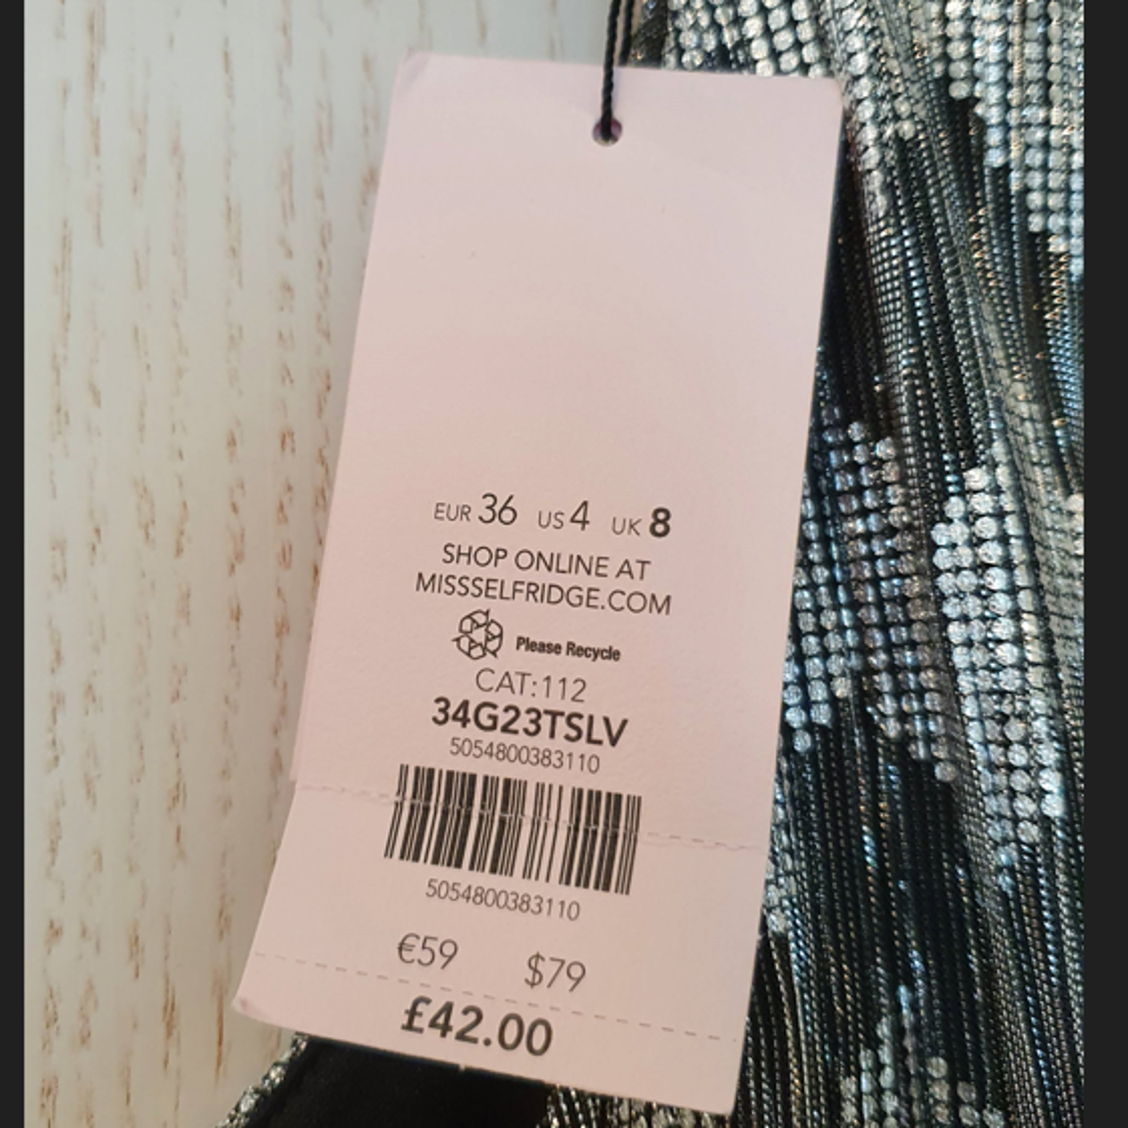 EUR 36 US 4 UK 8
SHOP ONLINE AT
MISSSELFRIDGE.COM
Please Recycle
CAT:112
34G23TSLV
5054800383110
5054800383110
€59 $79
£42.00